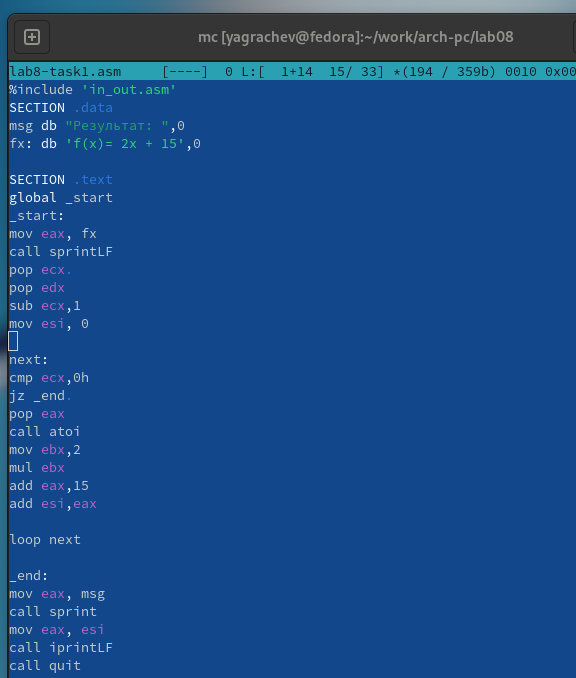 mc [yagrachev@fedora]:~/work/arch-pc/lab08
lab8-task1.asm [----] 0 L:[ 1+14 15/ 33] *(194 / 359b) 0010 0x00
%include 'in_out.asm'
SECTION .data
msg db "Результат: ",0
fx: db 'f(x)= 2x + 15',0
SECTION .text
global _start
_start:
mov eax, fx
call sprintLF
pop ecx.
pop edx
sub ecx,1
mov esi, 0
next:
cmp ecx,0h
jz _end.
pop eax
call atoi
mov ebx,2
mul ebx
add eax,15
add esi,eax
loop next
_end:
mov eax, msg
call sprint
mov eax, esi
call iprintLF
call quit